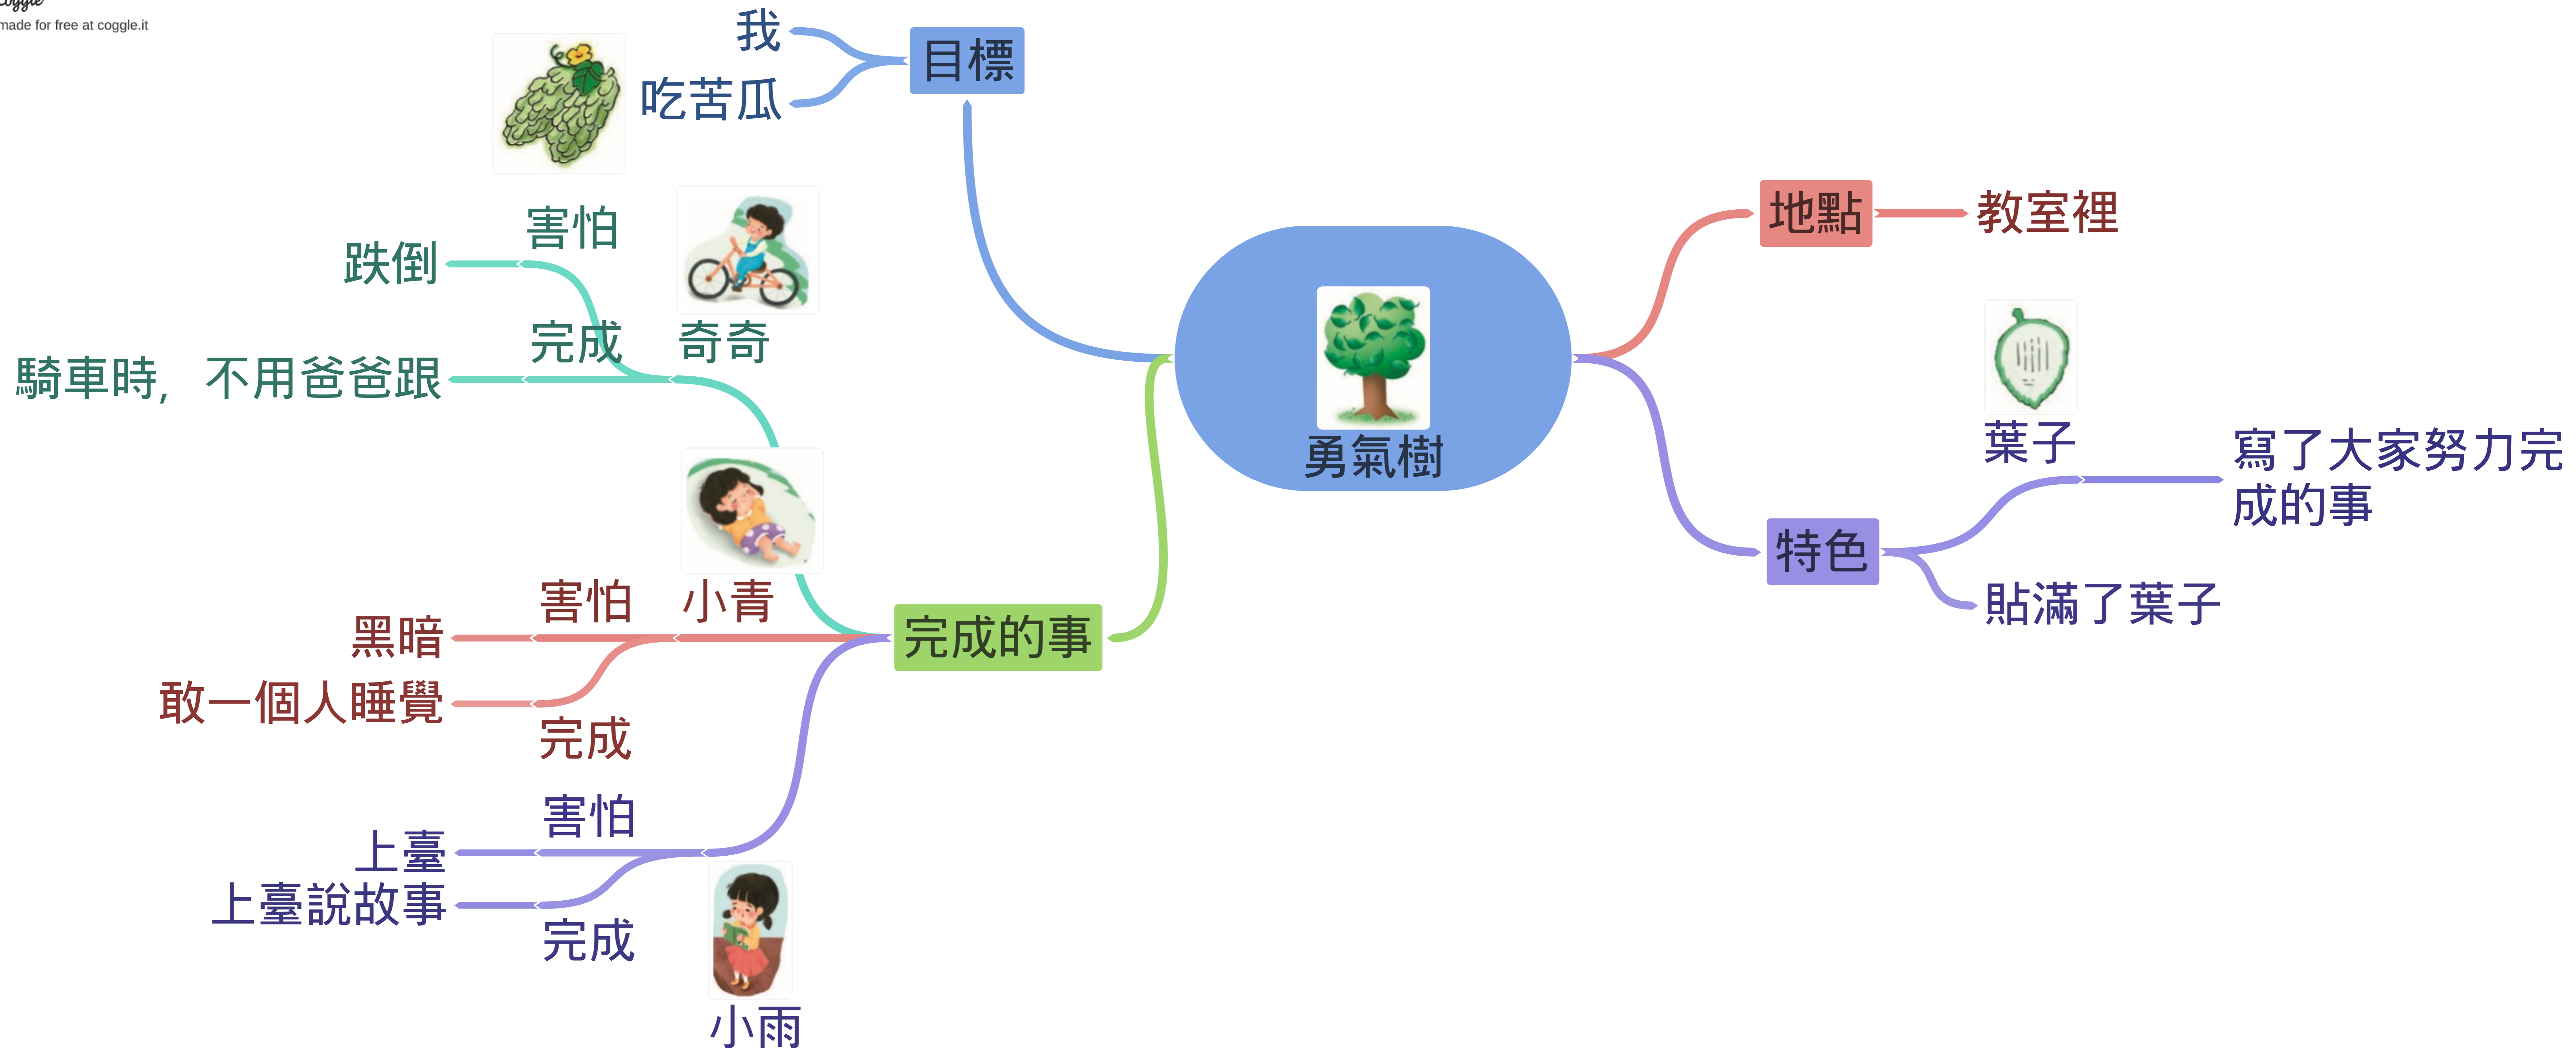 coggle
made for free at coggle.it
我
目標
吃苦瓜
地點
教室裡
害怕
跌倒
完成
奇奇
騎車時，不用爸爸跟
勇氣樹
葉子
寫了大家努力完
成的事
特色
貼滿了葉子
害怕
小青
黑暗
完成的事
敢一個人睡覺
完成
害怕
上臺
上臺說故事
完成
小雨